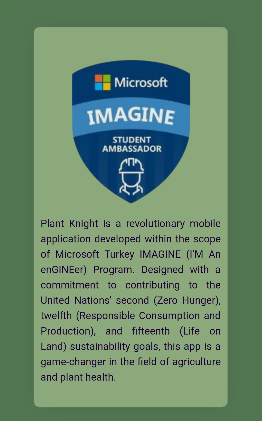 Microsoft
IMAGINE
STUDENT
AMBASSADOR
Plant Knight is a revolutionary mobile
application developed within the scope
of Microsoft Turkey IMAGINE (I'M An
enGINEer) Program. Designed with a
commitment to contributing to the
United Nations' second (Zero Hunger),
twelfth (Responsible Consumption and
Production), and fifteenth (Life on
Land) sustainability goals, this app is a
game-changer in the field of agriculture
and plant health.